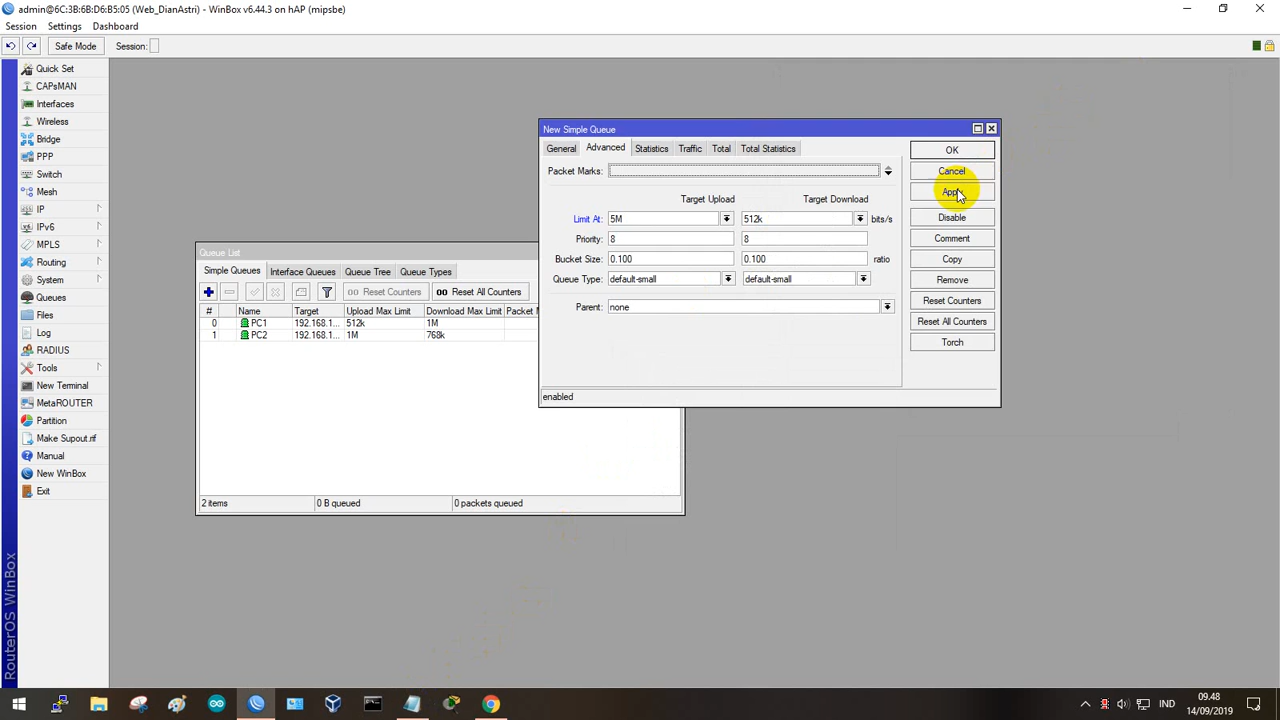 admin@6C:3B:6B:D6:B5:05 (Web_DianAstri) - WinBox v6.44.3 on hAP (mipsbe)
Session Settings Dashboard
Safe Mode Session:
Quick Set
CAPsMAN
Interfaces
Wireless
Bridge
PPP
Switch
Mesh
IP
IPv6
MPLS
Routing
System
Queues
Files
Log
RADIUS
Tools
New Terminal
MetaROUTER
Partition
Make Supout.rif
Manual
New WinBox
Exit
RouterOS WinBox
Queue List
Simple Queues Interface Queues Queue Tree Queue Types
00 Reset Counters 00 Reset All Counters
# Name Target Upload Max Limit Download Max Limit Packet
0 PC1 192.168.1... 512k 1M
1 PC2 192.168.1... 1M 768k
2 items 0 B queued 0 packets queued
New Simple Queue
General Advanced Statistics Traffic Total Total Statistics
Packet Marks:
Target Upload Target Download
Limit At: 5M 512k bits/s
Priority: 8 8
Bucket Size: 0.100 0.100 ratio
Queue Type: default-small default-small
Parent: none
enabled
OK
Cancel
Apply
Disable
Comment
Copy
Remove
Reset Counters
Reset All Counters
Torch
IND
09.48
14/09/2019